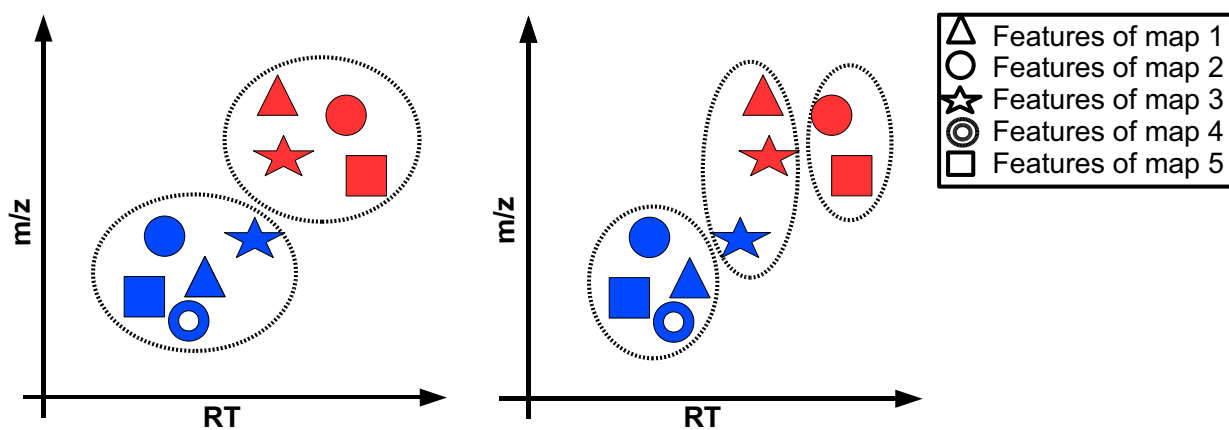 m/z
RT
m/z
RT
Features of map 1
Features of map 2
Features of map 3
Features of map 4
Features of map 5